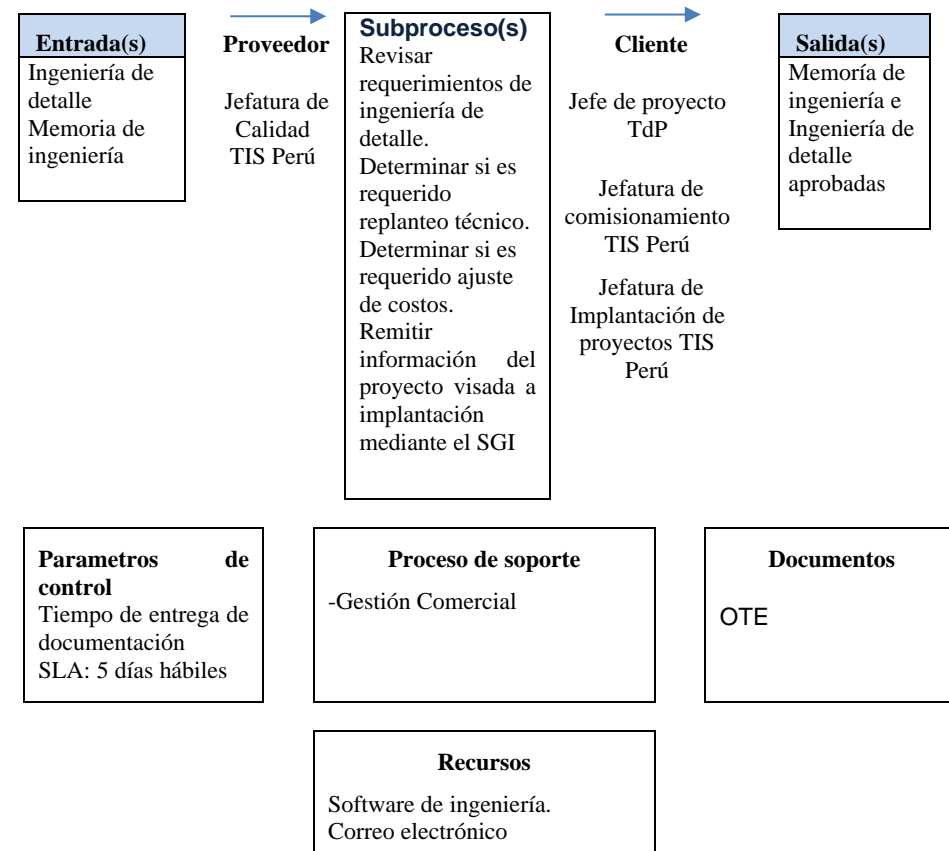 Entrada(s)
Ingeniería de
detalle
Memoria de
ingeniería
Proveedor
Jefatura de
Calidad
TIS Perú
Subproceso(s)
Revisar
requerimientos de
ingeniería de
detalle.
Determinar si es
requerido
replanteo técnico.
Determinar si es
requerido ajuste
de costos.
Remitir
información del
proyecto visada a
implantación
mediante el SGI
Cliente
Jefe de proyecto
TdP
Jefatura de
comisionamiento
TIS Perú
Jefatura de
Implantación de
proyectos TIS
Perú
Salida(s)
Memoría de
ingeniería e
Ingeniería de
detalle
aprobadas
Parametros de
control
Tiempo de entrega de
documentación
SLA: 5 días hábiles
Proceso de soporte
-Gestión Comercial
Documentos
OTE
Recursos
Software de ingeniería.
Correo electrónico